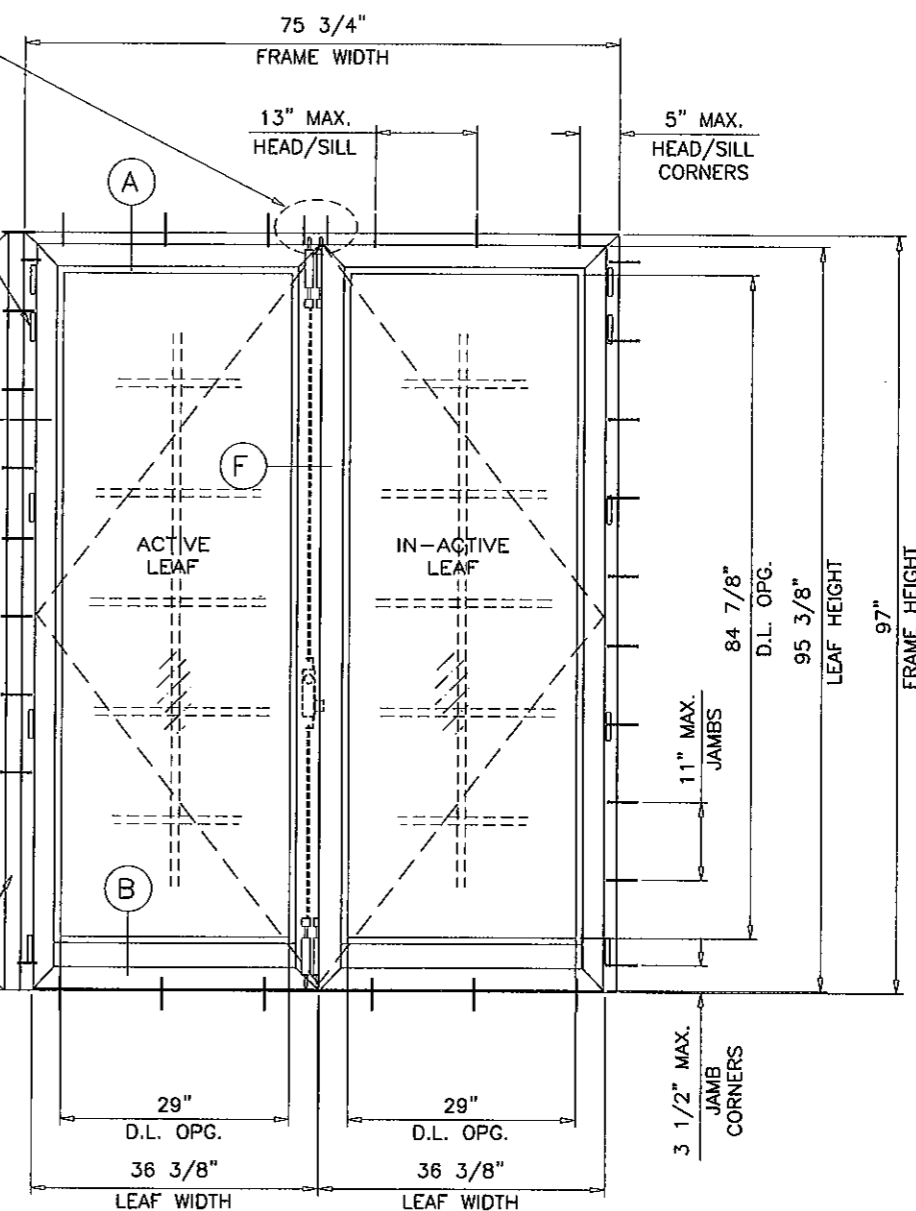 75 3/4"
FRAME WIDTH
13" MAX.
HEAD/SILL
5" MAX.
HEAD/SILL
CORNERS
A
F
ACTIVE
LEAF
IN-ACTIVE
LEAF
84 7/8"
D.L. OPG.
95 3/8"
LEAF HEIGHT
97"
FRAME HEIGHT
11" MAX.
JAMBS
B
3 1/2" MAX.
JAMB
CORNERS
29"
D.L. OPG.
29"
D.L. OPG.
36 3/8"
LEAF WIDTH
36 3/8"
LEAF WIDTH